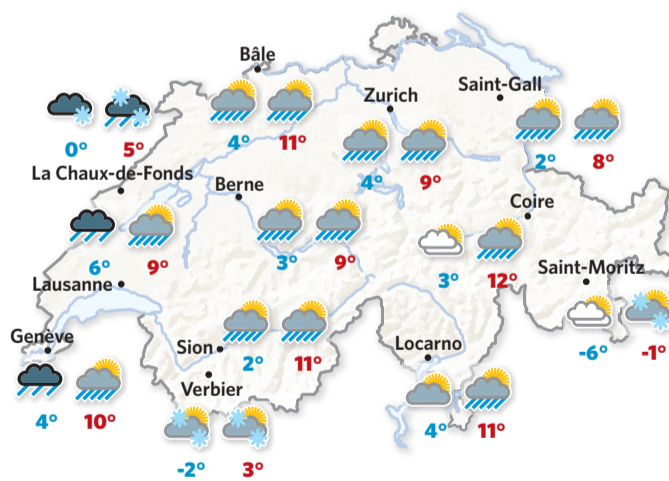 Bâle
Saint-Gall
Zurich
0° 5°
4° 11°
4° 9°
2° 8°
La Chaux-de-Fonds
Berne
Coire
6° 9°
3° 9°
3° 12°
Lausanne
Saint-Moritz
Genève
Sion
2° 11°
Locarno
-6° -1°
Verbier
4° 10°
4° 11°
-2° 3°